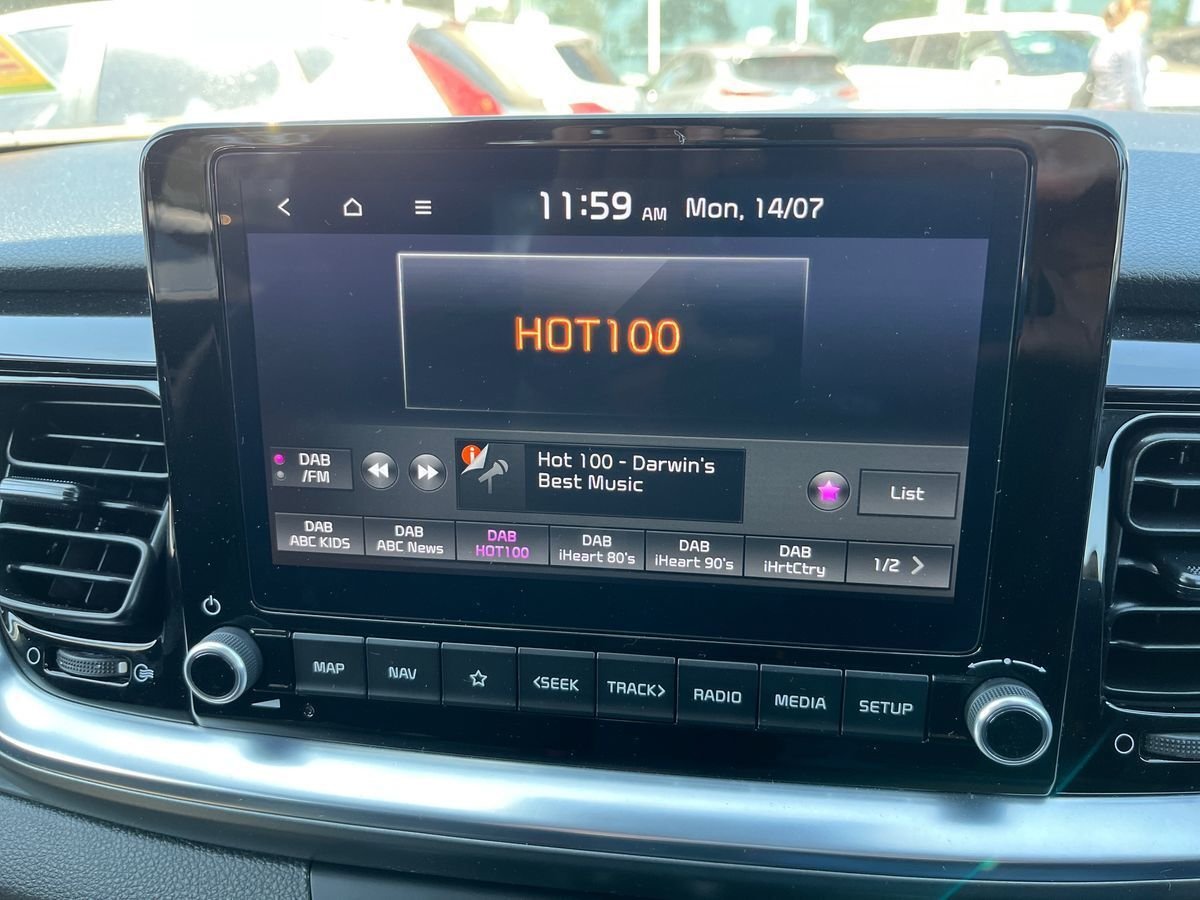 11:59 AM Mon, 14/07
HOT100
DAB
/FM
Hot 100 - Darwin's
Best Music
List
DAB
ABC KIDS
DAB
ABC News
DAB
HOT100
DAB
iHeart 80's
DAB
iHeart 90's
DAB
iHrtCtry
1/2 >
MAP
NAV
<SEEK
TRACK>
RADIO
MEDIA
SETUP